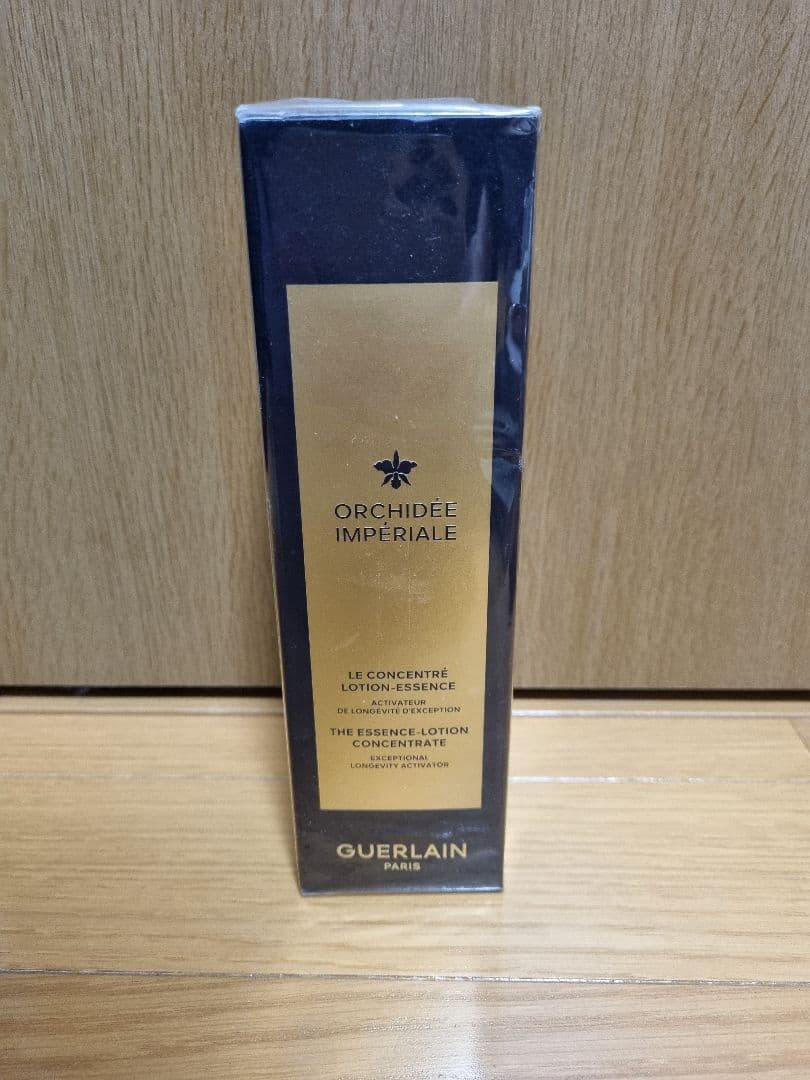 ORCHIDÉE
IMPÉRIALE
LE CONCENTRÉ
LOTION-ESSENCE
ACTIVATEUR
DE LONGÉVITÉ D'EXCEPTION
THE ESSENCE-LOTION
CONCENTRATE
EXCEPTIONAL
LONGEVITY ACTIVATOR
GUERLAIN
PARIS